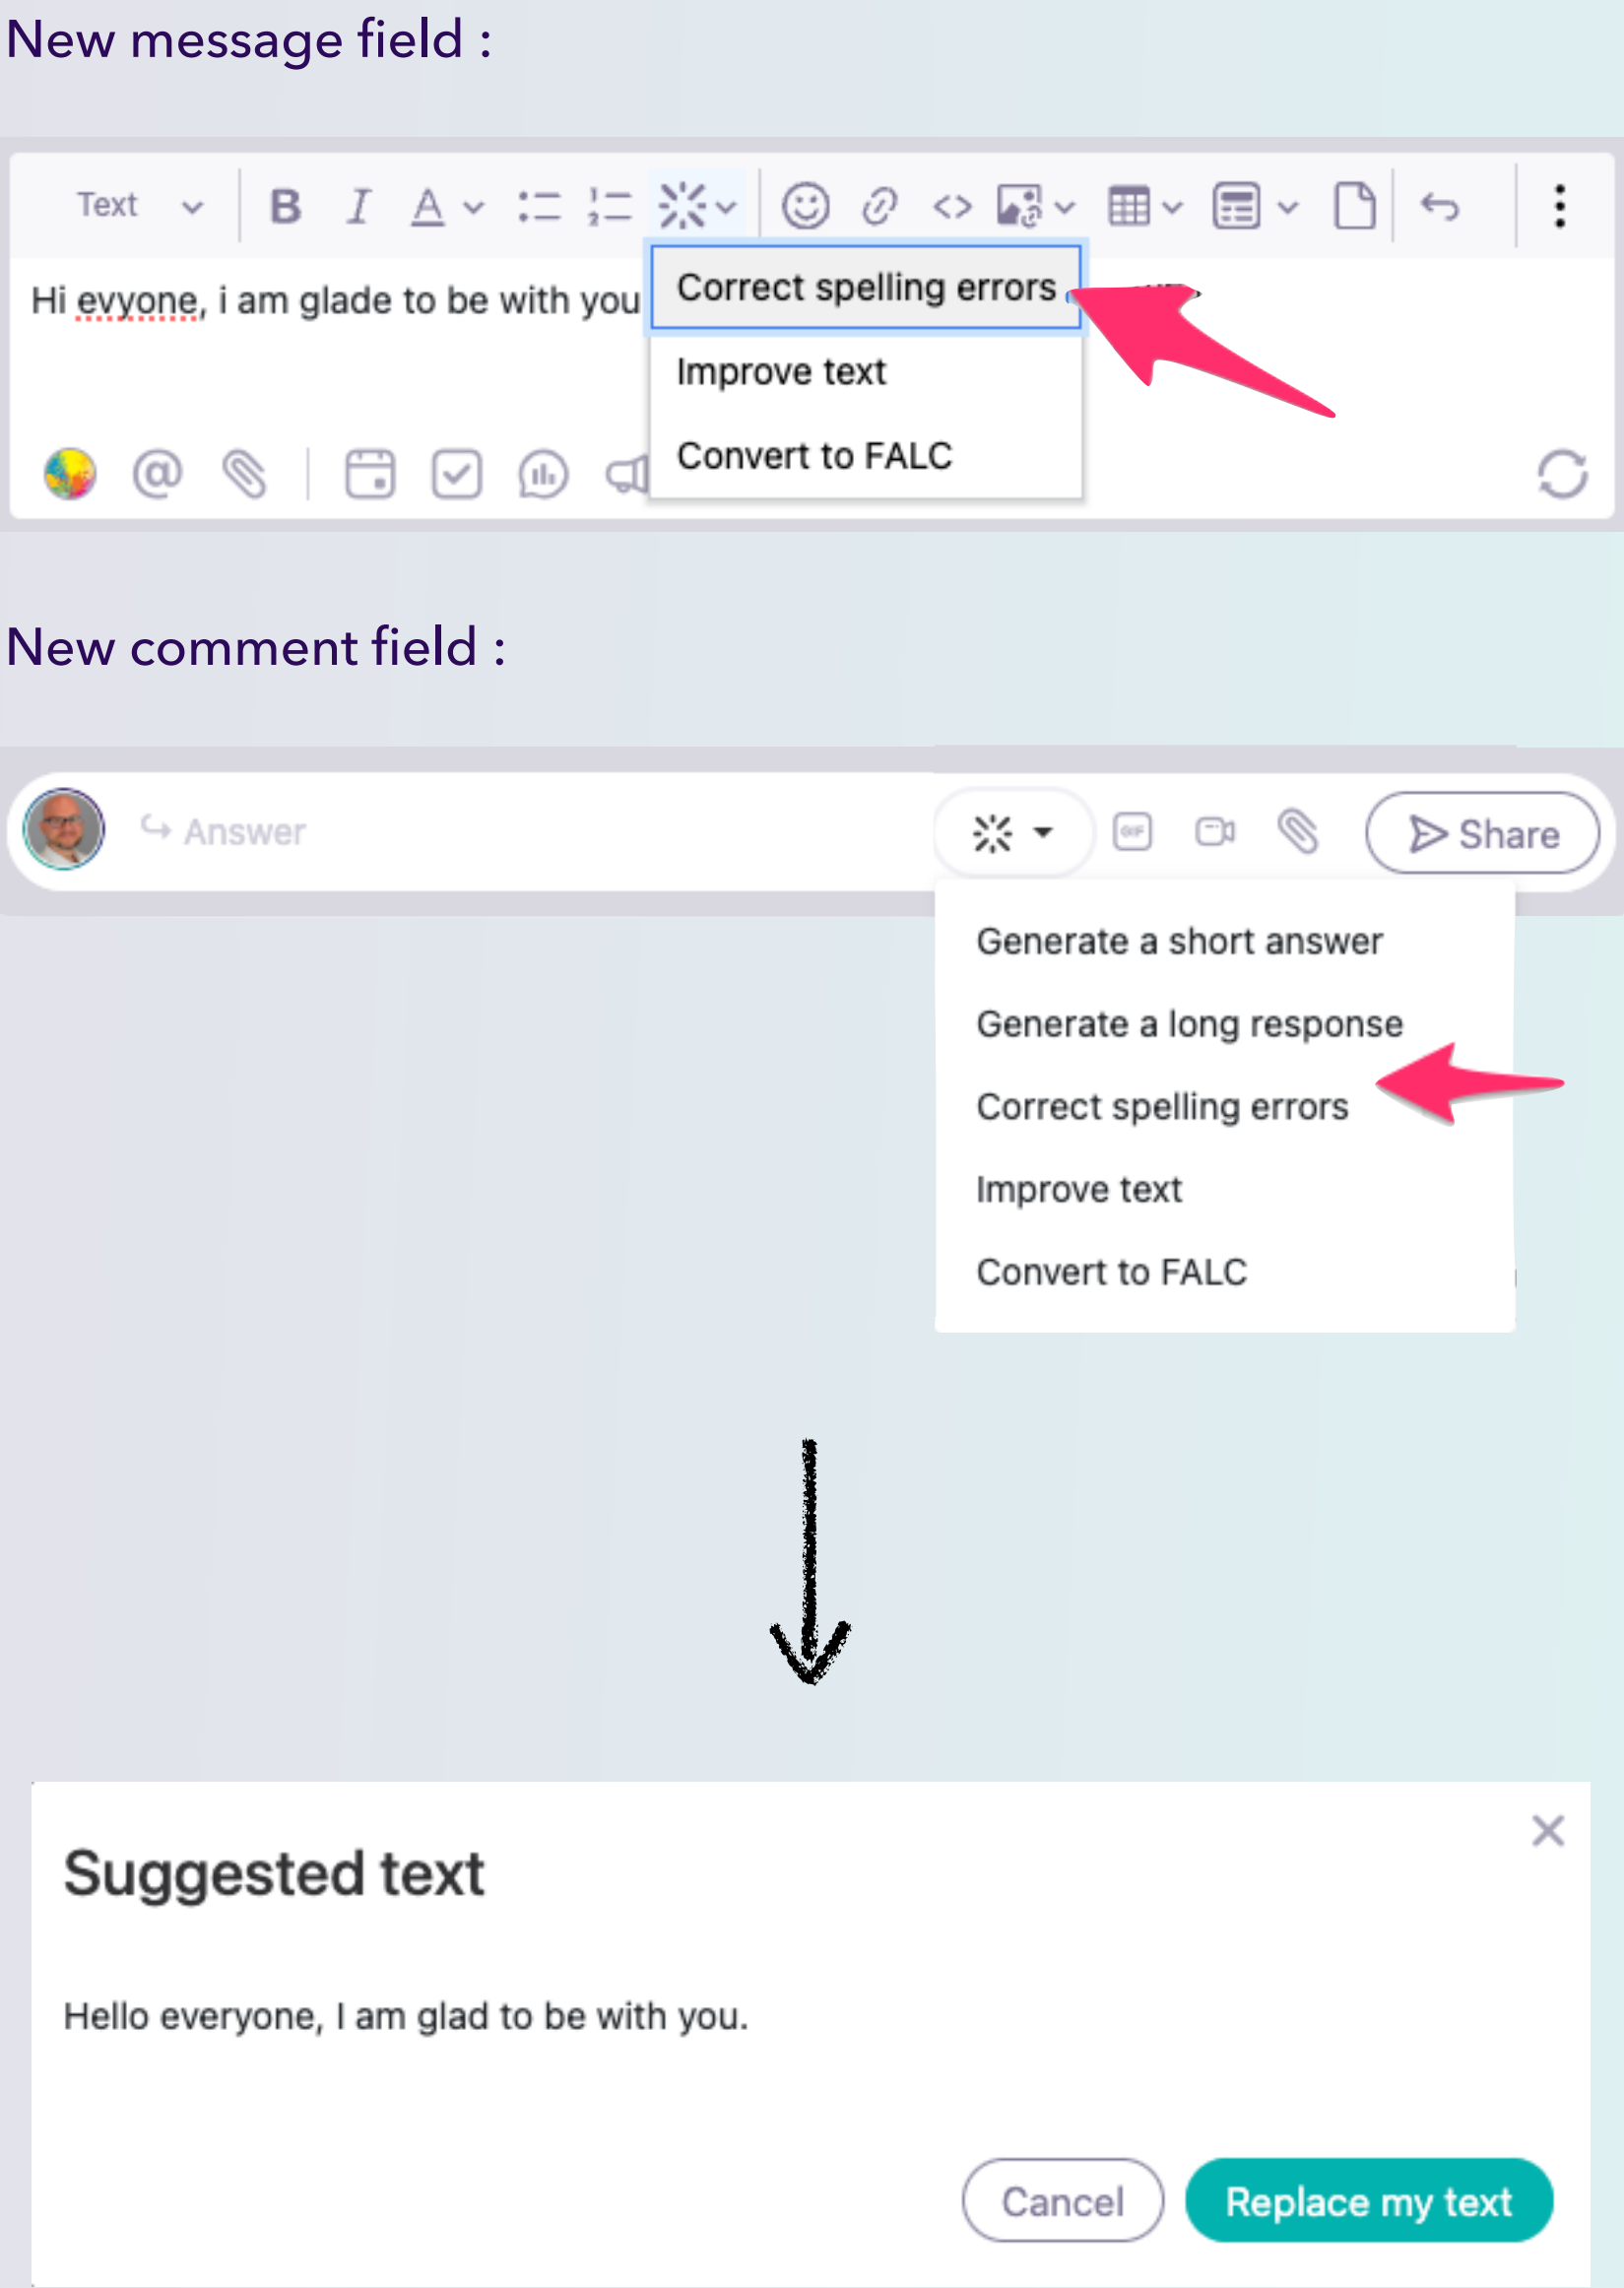 New message field :
Text
Hi evyone, i am glade to be with you
Correct spelling errors
Improve text
Convert to FALC
New comment field :
Answer
GIF
Share
Generate a short answer
Generate a long response
Correct spelling errors
Improve text
Convert to FALC
Suggested text
Hello everyone, I am glad to be with you.
Cancel
Replace my text